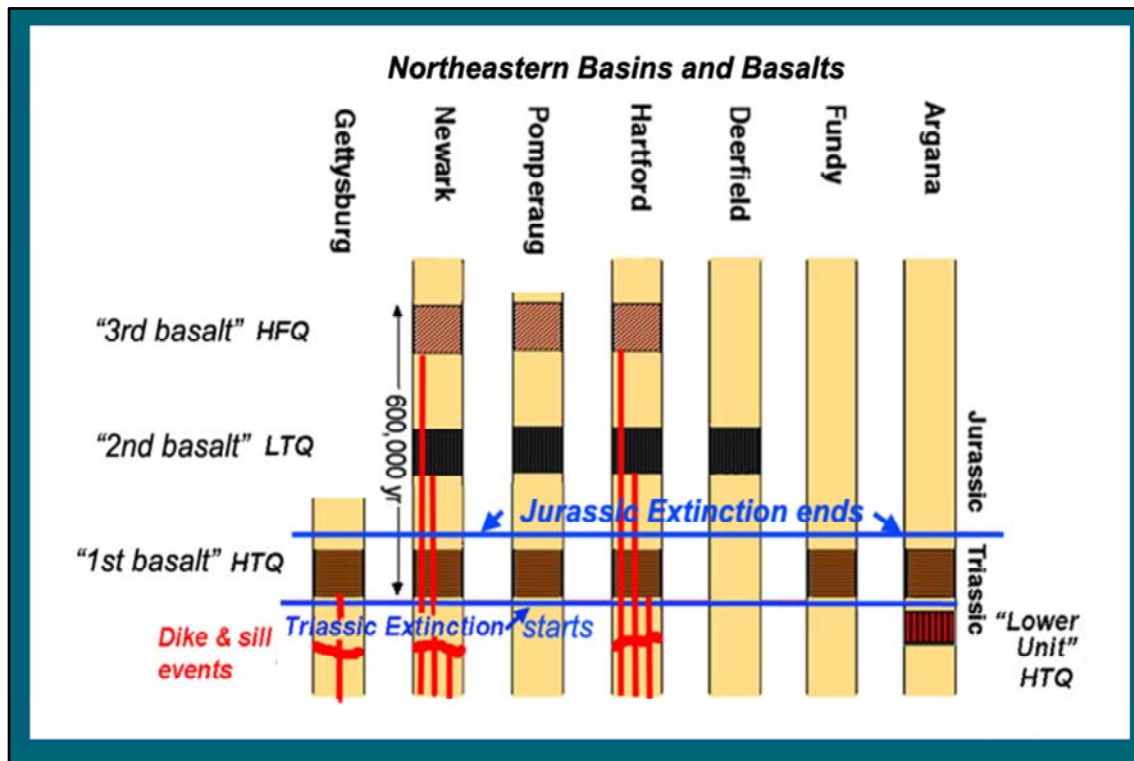 Northeastern Basins and Basalts
Gettysburg
Newark
Pomperaug
Hartford
Deerfield
Fundy
Argana
“3rd basalt” HFQ
600,000 yr
“2nd basalt” LTQ
Jurassic
Jurassic Extinction ends
“1st basalt” HTQ
Triassic
Triassic Extinction starts
Dike & sill
events
“Lower
Unit”
HTQ